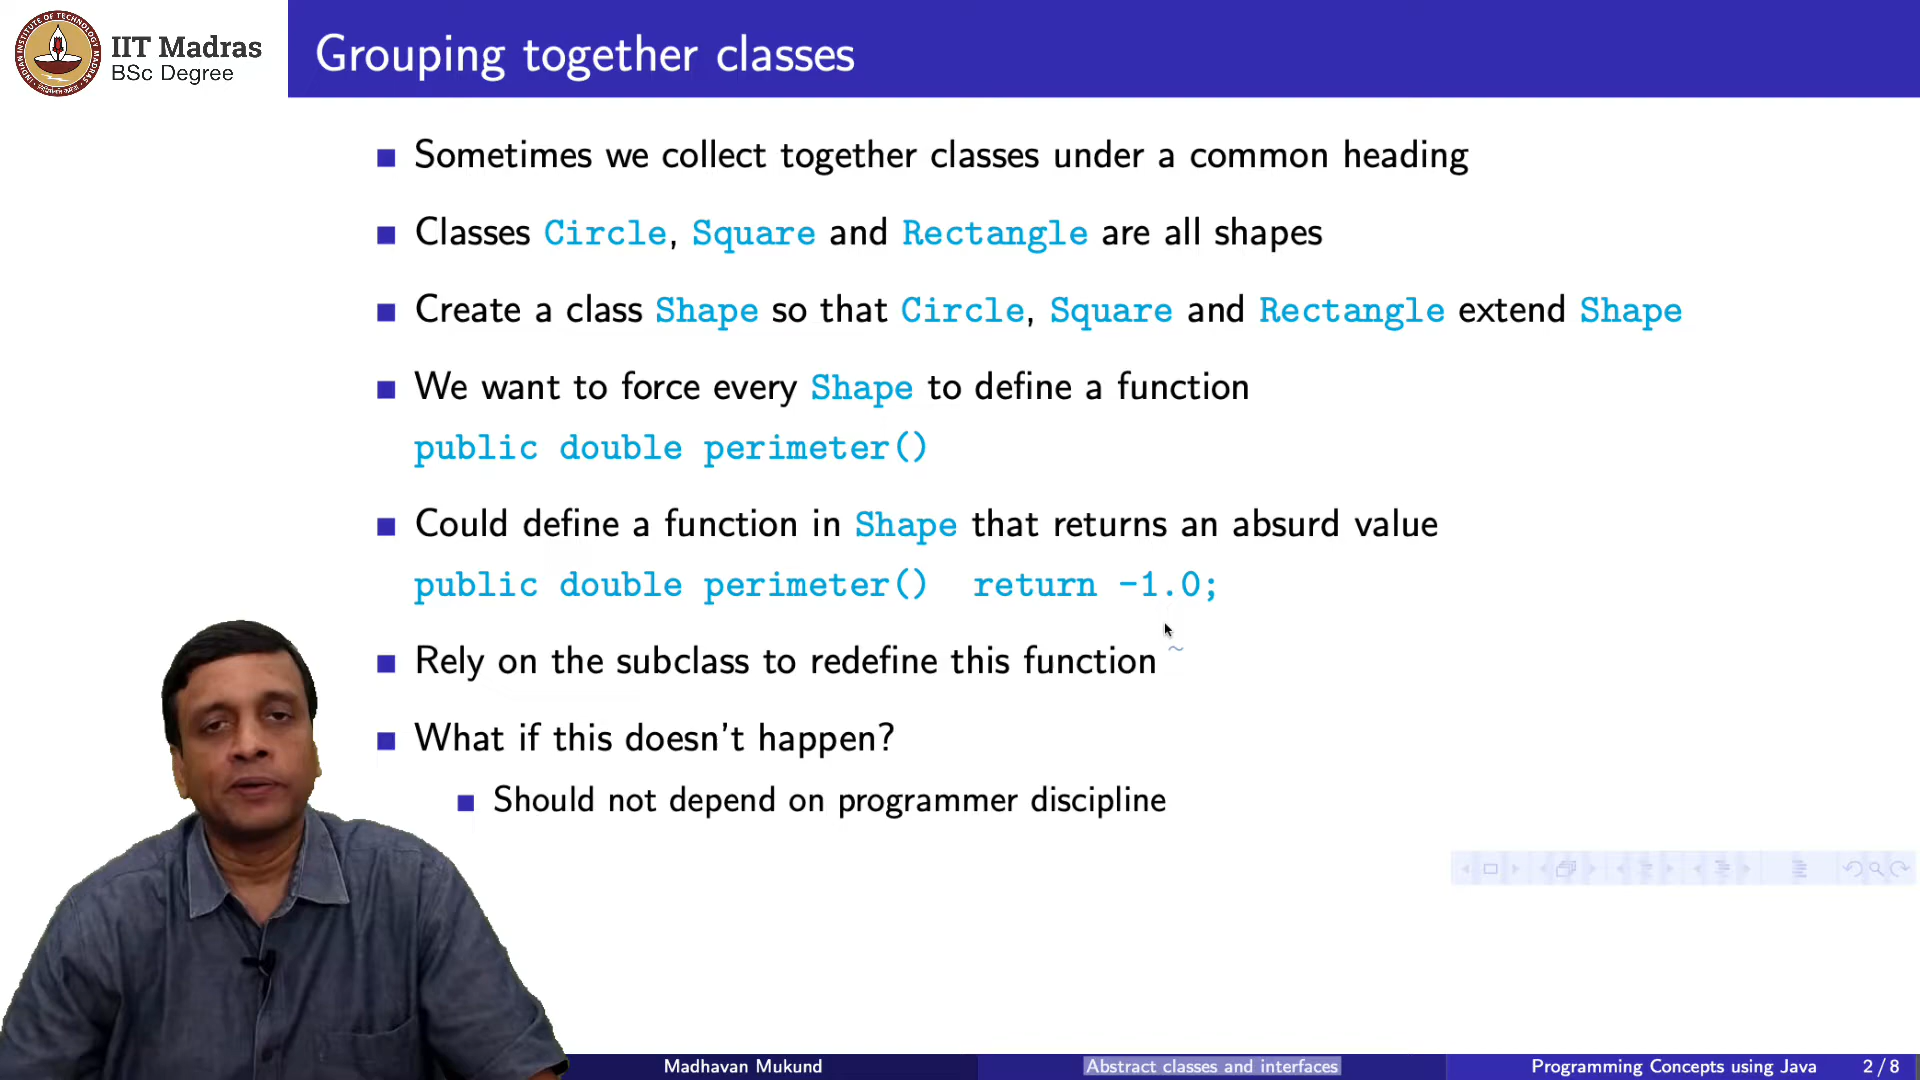 IIT Madras
BSc Degree
Grouping together classes
Sometimes we collect together classes under a common heading
Classes Circle, Square and Rectangle are all shapes
Create a class Shape so that Circle, Square and Rectangle extend Shape
We want to force every Shape to define a function
public double perimeter()
Could define a function in Shape that returns an absurd value
public double perimeter() return -1.0;
Rely on the subclass to redefine this function
What if this doesn't happen?
Should not depend on programmer discipline
Madhavan Mukund
Abstract classes and interfaces
Programming Concepts using Java
2 / 8